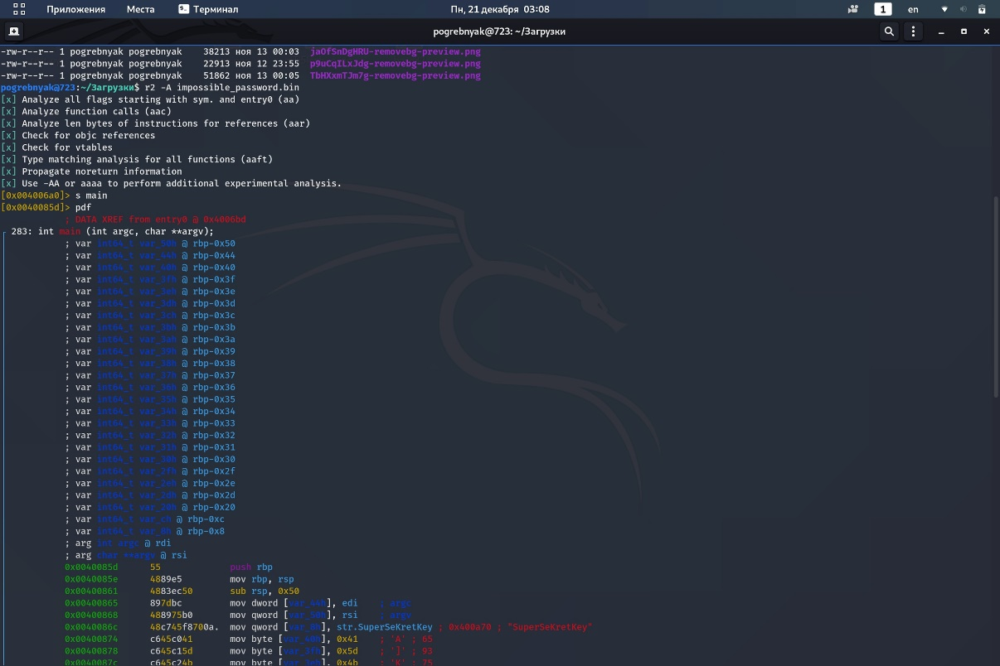 Приложения Места Терминал Пн, 21 декабря 03:08 1 en
pogrebnyak@723: ~/Загрузки
-rw-r--r-- 1 pogrebnyak pogrebnyak 38213 ноя 13 00:03 jaOfSnDgHRU-removebg-preview.png
-rw-r--r-- 1 pogrebnyak pogrebnyak 22913 ноя 12 23:55 p9uCqILxJdg-removebg-preview.png
-rw-r--r-- 1 pogrebnyak pogrebnyak 51862 ноя 13 00:05 TbHXxmTJm7g-removebg-preview.png
pogrebnyak@723:~/Загрузки$ r2 -A impossible_password.bin
[x] Analyze all flags starting with sym. and entry0 (aa)
[x] Analyze function calls (aac)
[x] Analyze len bytes of instructions for references (aar)
[x] Check for objc references
[x] Check for vtables
[x] Type matching analysis for all functions (aaft)
[x] Propagate noreturn information
[x] Use -AA or aaaa to perform additional experimental analysis.
[0x004006a0]> s main
[0x0040085d]> pdf
; DATA XREF from entry0 @ 0x4006bd
283: int main (int argc, char **argv);
; var int64_t var_50h @ rbp-0x50
; var int64_t var_44h @ rbp-0x44
; var int64_t var_40h @ rbp-0x40
; var int64_t var_3fh @ rbp-0x3f
; var int64_t var_3eh @ rbp-0x3e
; var int64_t var_3dh @ rbp-0x3d
; var int64_t var_3ch @ rbp-0x3c
; var int64_t var_3bh @ rbp-0x3b
; var int64_t var_3ah @ rbp-0x3a
; var int64_t var_39h @ rbp-0x39
; var int64_t var_38h @ rbp-0x38
; var int64_t var_37h @ rbp-0x37
; var int64_t var_36h @ rbp-0x36
; var int64_t var_35h @ rbp-0x35
; var int64_t var_34h @ rbp-0x34
; var int64_t var_33h @ rbp-0x33
; var int64_t var_32h @ rbp-0x32
; var int64_t var_31h @ rbp-0x31
; var int64_t var_30h @ rbp-0x30
; var int64_t var_2fh @ rbp-0x2f
; var int64_t var_2eh @ rbp-0x2e
; var int64_t var_2dh @ rbp-0x2d
; var int64_t var_20h @ rbp-0x20
; var int64_t var_ch @ rbp-0xc
; var int64_t var_8h @ rbp-0x8
; arg int argc @ rdi
; arg char **argv @ rsi
0x0040085d 55 push rbp
0x0040085e 4889e5 mov rbp, rsp
0x00400861 4883ec50 sub rsp, 0x50
0x00400865 897dbc mov dword [var_44h], edi ; argc
0x00400868 488975b0 mov qword [var_50h], rsi ; argv
0x0040086c 48c745f8700a. mov qword [var_8h], str.SuperSeKretKey ; 0x400a70 ; "SuperSeKretKey"
0x00400874 c645c041 mov byte [var_40h], 0x41 ; 'A' ; 65
0x00400878 c645c15d mov byte [var_3fh], 0x5d ; ']' ; 93
0x0040087c c645c24b mov byte [var_3eh], 0x4b ; 'K' ; 75